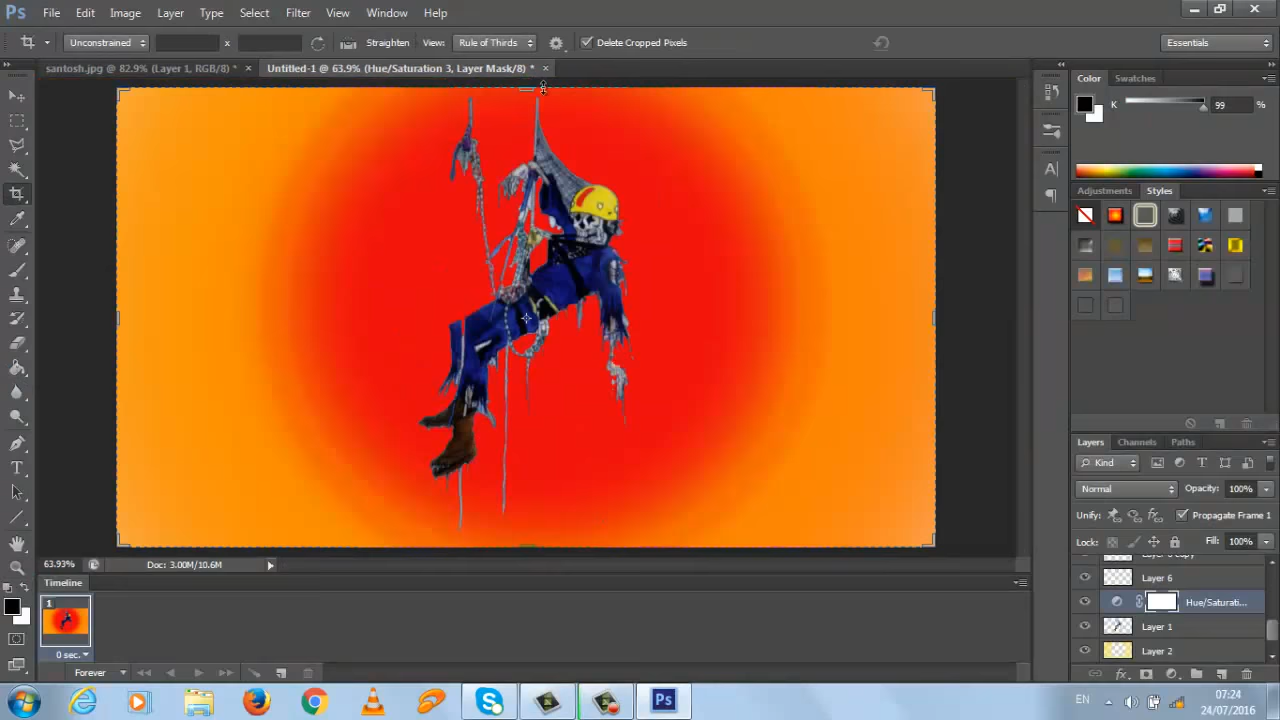 Ps File Edit Image Layer Type Select Filter View Window Help
Unconstrained x Straighten View: Rule of Thirds Delete Cropped Pixels Essentials
santosh.jpg @ 82.9% (Layer 1, RGB/8) * × Untitled-1 @ 63.9% (Hue/Saturation 3, Layer Mask/8) * ×
Color Swatches
K 99 %
Adjustments Styles
Layers Channels Paths
Kind
Normal Opacity: 100%
Unify: Propagate Frame 1
Lock: Fill: 100%
Layer 6 copy
Layer 6
Hue/Saturati...
Layer 1
Layer 2
63.93% Doc: 3.00M/10.6M
Timeline
1
0 sec.
Forever
EN 07:24
24/07/2016